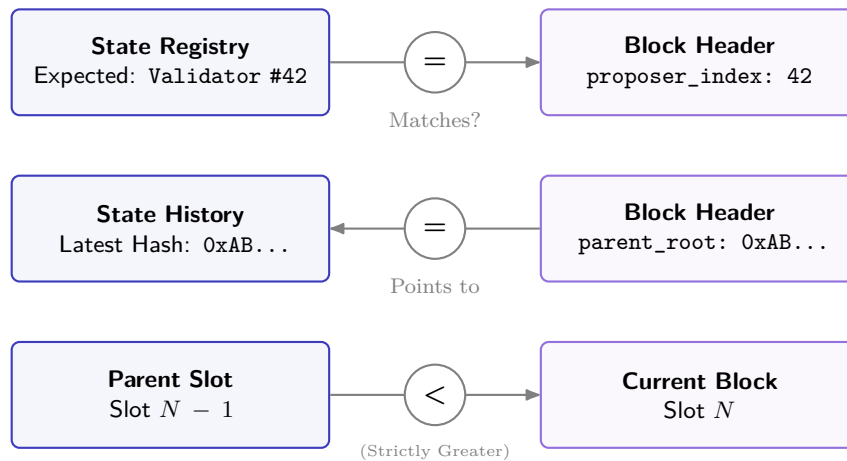 State Registry
Expected: Validator #42
=
Block Header
proposer_index: 42
Matches?
State History
Latest Hash: 0xAB...
=
Block Header
parent_root: 0xAB...
Points to
Parent Slot
Slot N − 1
<
Current Block
Slot N
(Strictly Greater)